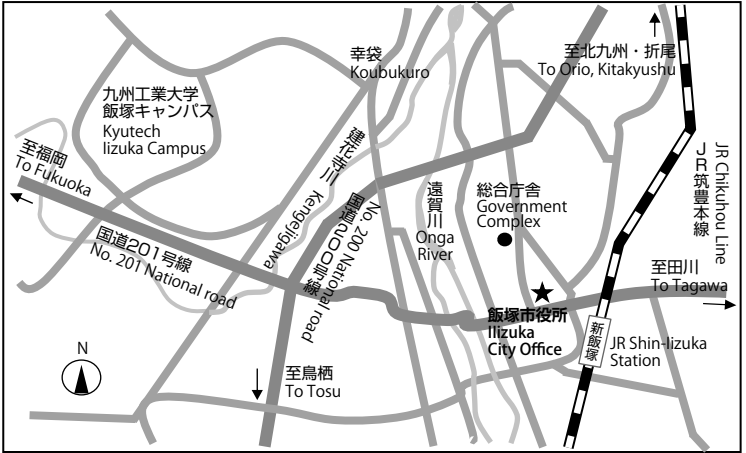 幸袋
Koubukuro
至北九州・折尾
To Orio, Kitakyushu
九州工業大学
飯塚キャンパス
Kyutech
Iizuka Campus
至福岡
To Fukuoka
建花寺川
Kengejigawa
国道200号線
No. 200 National road
遠賀川
Onga
River
総合庁舎
Government
Complex
JR筑豊本線
JR Chikuhou Line
国道201号線
No. 201 National road
至田川
To Tagawa
飯塚市役所
Ilizuka
City Office
新飯塚
JR Shin-Iizuka
Station
N
至鳥栖
To Tosu